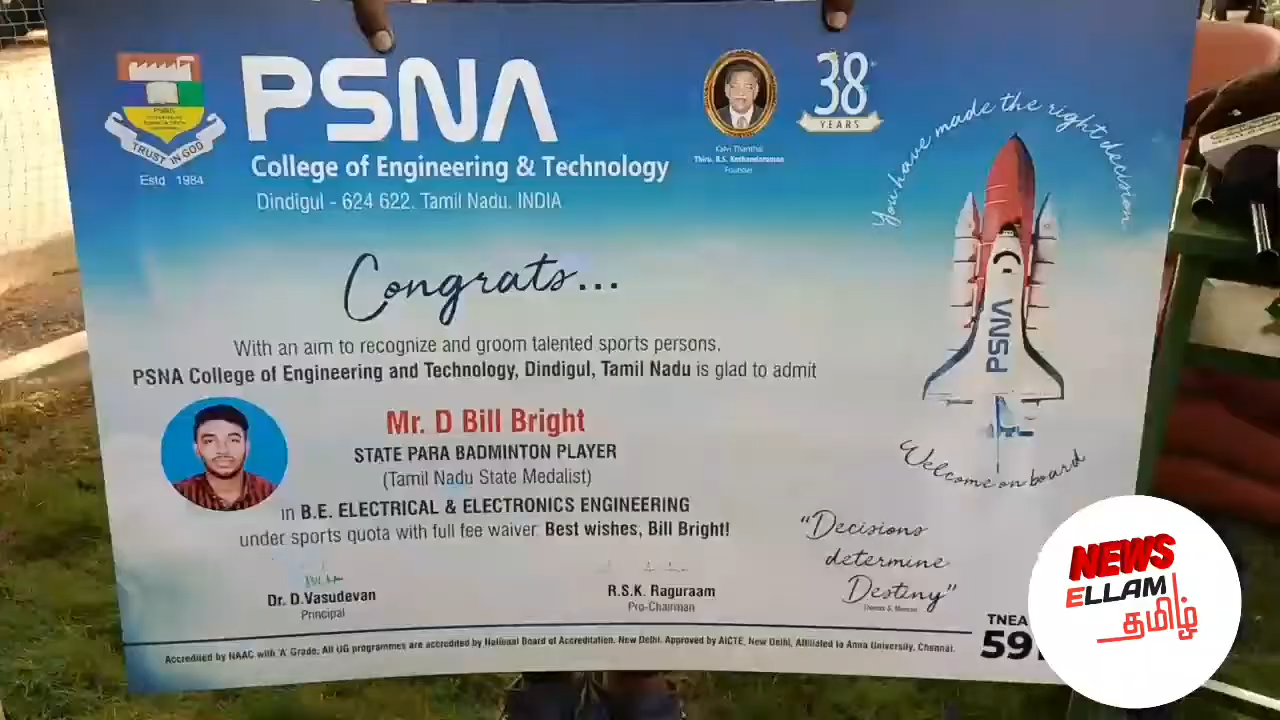 PSNA
College of Engineering & Technology
Dindigul - 624 622. Tamil Nadu. INDIA
TRUST IN GOD
Estd 1984
Kalvi Thanthai
Thiru. R.S. Kothandaraman
Founder
38
YEARS
You have made the right decision
PSNA
Welcome on board
Congrats...
With an aim to recognize and groom talented sports persons,
PSNA College of Engineering and Technology, Dindigul, Tamil Nadu is glad to admit
Mr. D Bill Bright
STATE PARA BADMINTON PLAYER
(Tamil Nadu State Medalist)
in B.E. ELECTRICAL & ELECTRONICS ENGINEERING
under sports quota with full fee waiver. Best wishes, Bill Bright!
"Decisions
determine
Destiny"
Dr. D.Vasudevan
Principal
R.S.K. Raguraam
Pro-Chairman
TNEA
59
Accredited by NAAC with 'A' Grade. All UG programmes are accredited by National Board of Accreditation, New Delhi. Approved by AICTE, New Delhi, Affiliated to Anna University, Chennai.
NEWS
ELLAM
தமிழ்